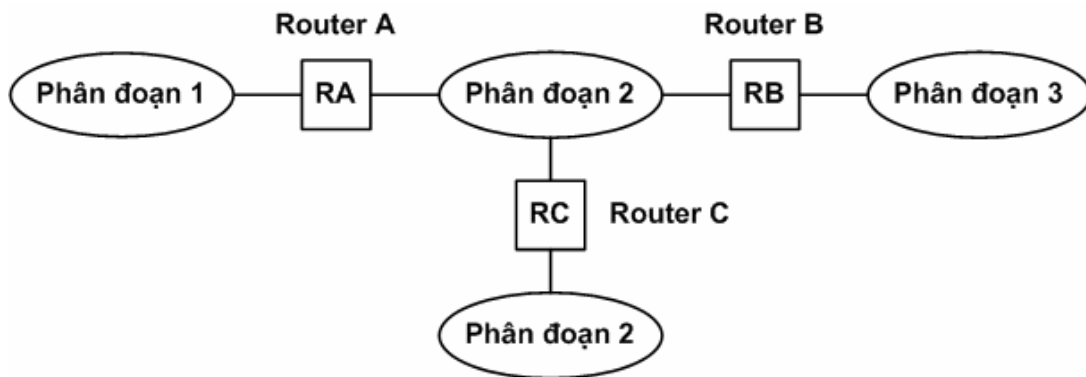 Router A
Router B
Phân đoạn 1
RA
Phân đoạn 2
RB
Phân đoạn 3
RC
Router C
Phân đoạn 2